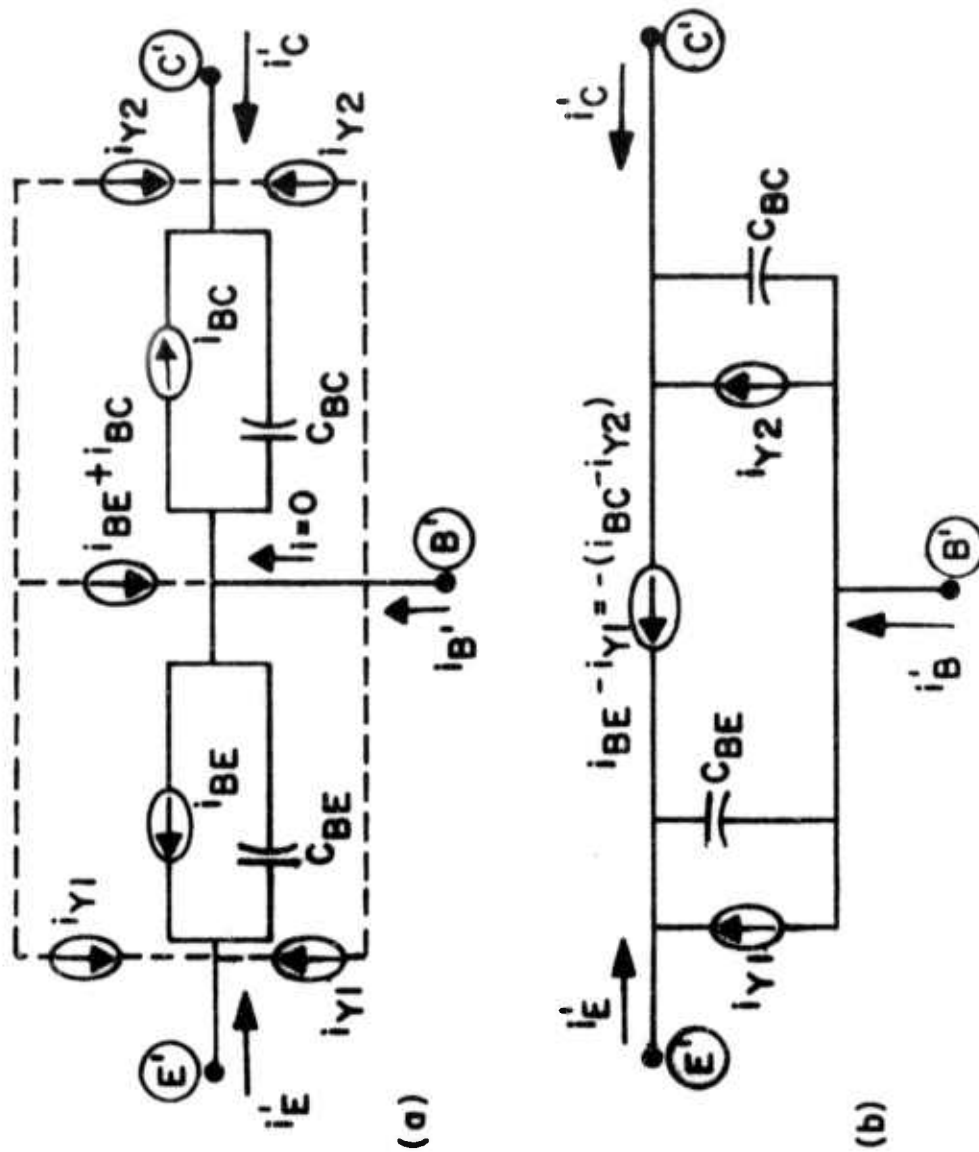 iY1
iBE + iBC
iY2
iBE
iBC
E'
C'
i'E
iY1
CBE
i=0
CBC
iY2
i'C
iB'
B'
(a)
iBE - iY1 = -(iBC - iY2)
i'E
i'C
E'
C'
CBE
CBC
iY1
iY2
i'B
B'
(b)